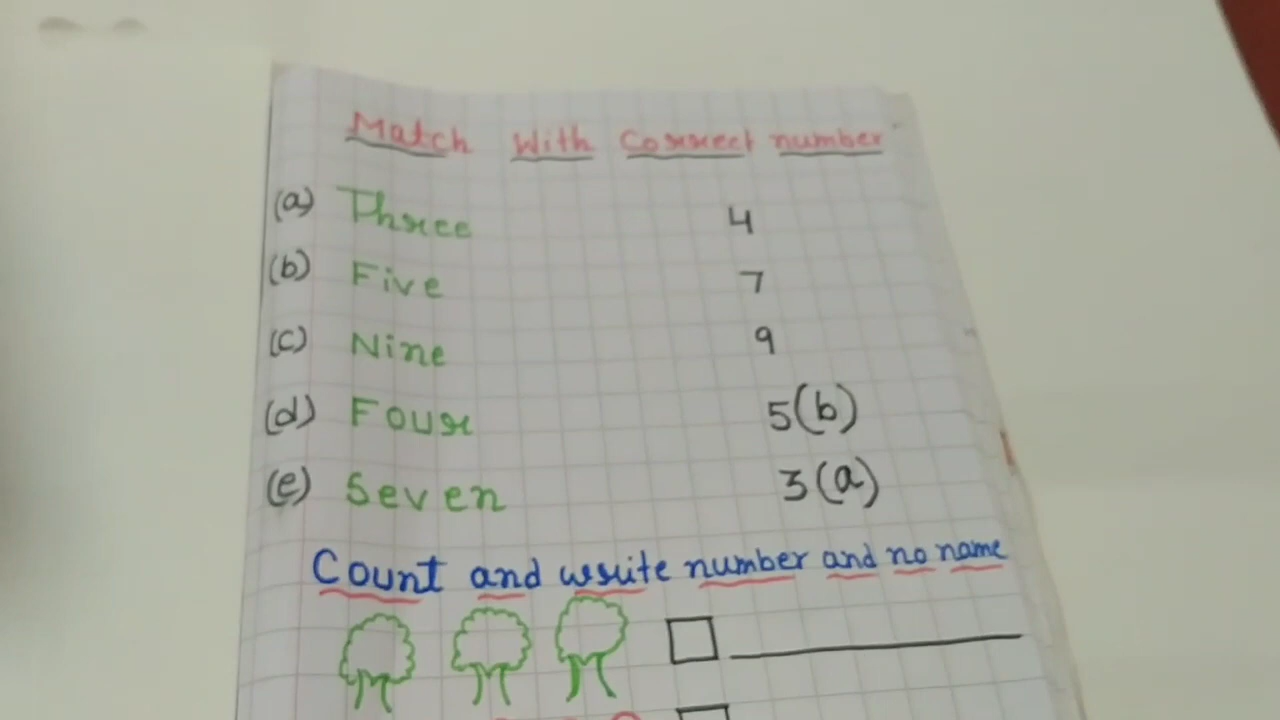 Match With Correct number
(a) Three 4
(b) Five 7
(c) Nine 9
(d) Four 5(b)
(e) Seven 3(a)
Count and write number and no name